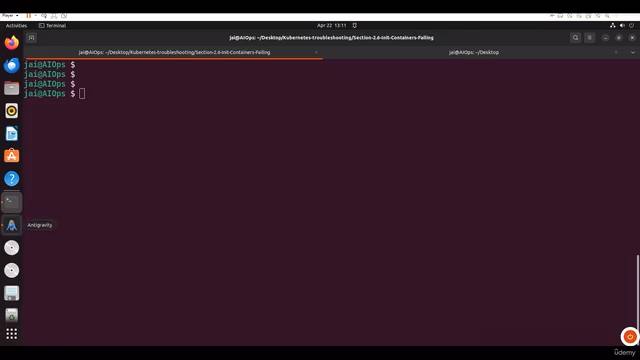 Player
Activities
Terminal
Apr 22 13:11
jai@AIOps: ~/Desktop/Kubernetes-troubleshooting/Section-2.6-Init-Containers-Failing
jai@AIOps: ~/Desktop/Kubernetes-troubleshooting/Section-2.6-Init-Containers-Failing
jai@AIOps: ~/Desktop
jai@AIOps $
jai@AIOps $
jai@AIOps $
jai@AIOps $
Antigravity
ûdemy